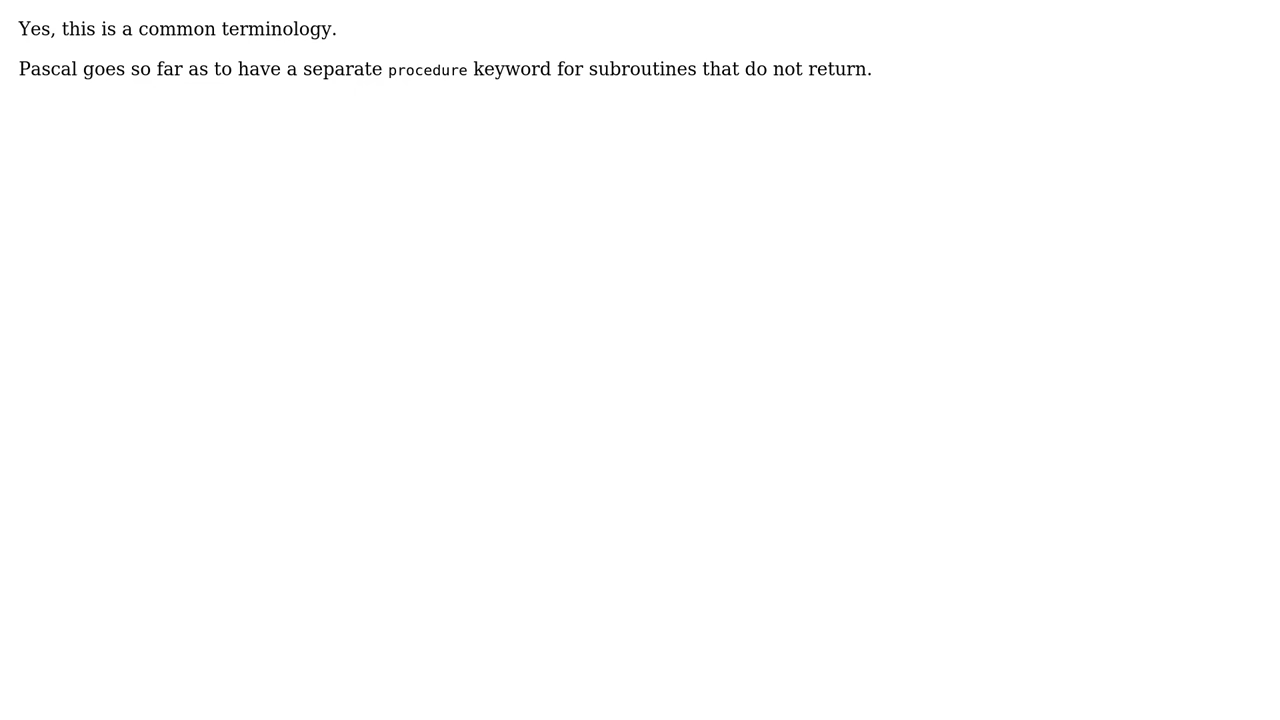 Yes, this is a common terminology.
Pascal goes so far as to have a separate procedure keyword for subroutines that do not return.